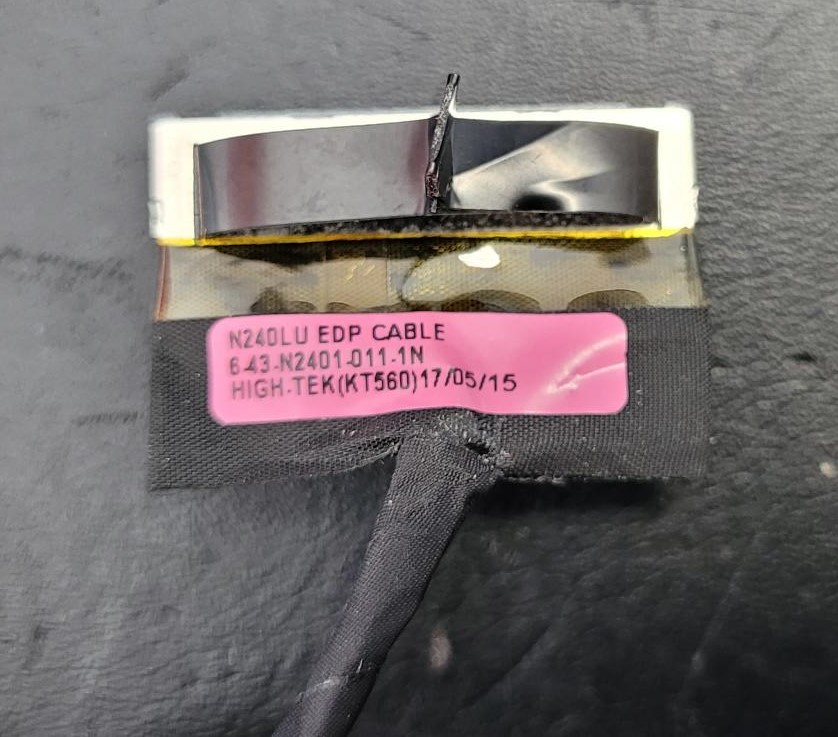 N240LU EDP CABLE
6-43-N2401-011-1N
HIGH-TEK(KT560)17/05/15